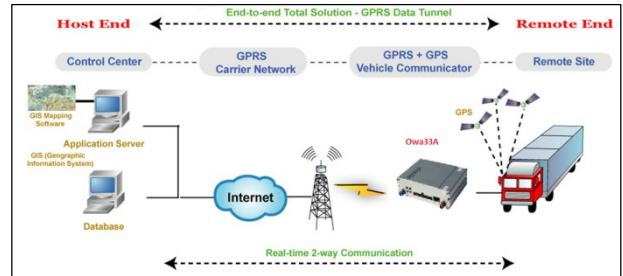 End-to-end Total Solution - GPRS Data Tunnel
Host End
Remote End
Control Center
GPRS
Carrier Network
GPRS + GPS
Vehicle Communicator
Remote Site
GIS Mapping
Software
Application Server
GIS (Geographic
Information System)
Database
Internet
Owa33A
GPS
Real-time 2-way Communication